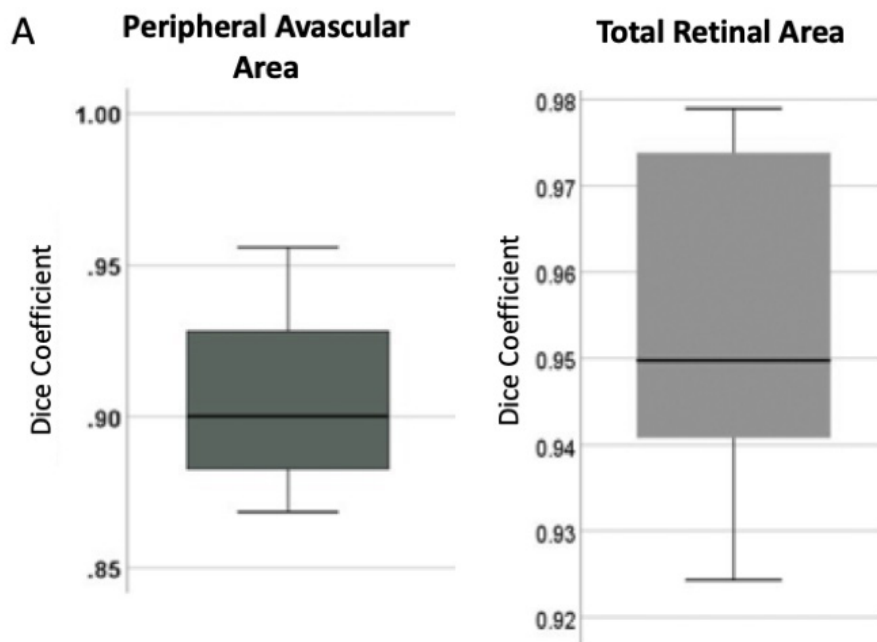 A
Peripheral Avascular
Area
Dice Coefficient
1.00
.95
.90
.85
Total Retinal Area
Dice Coefficient
0.98
0.97
0.96
0.95
0.94
0.93
0.92